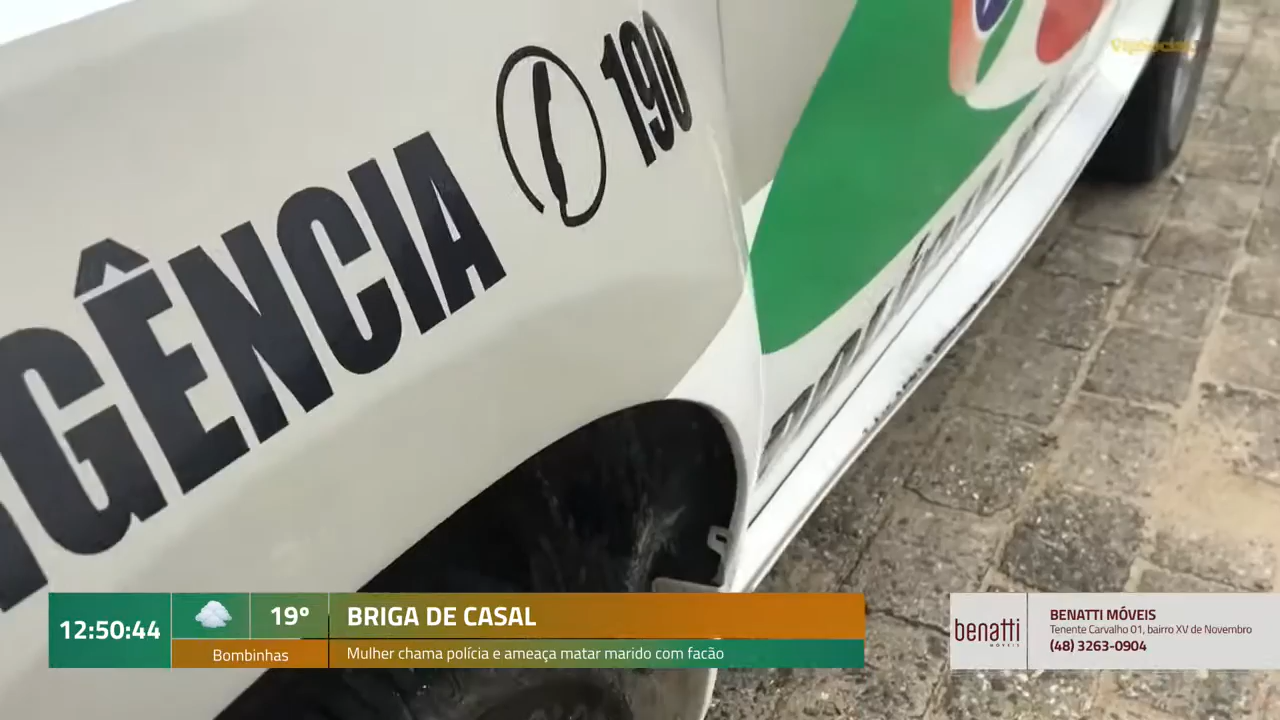 GÊNCIA 190
12:50:44
19°
Bombinhas
BRIGA DE CASAL
Mulher chama polícia e ameaça matar marido com facão
benatti
MÓVEIS
BENATTI MÓVEIS
Tenente Carvalho 01, bairro XV de Novembro
(48) 3263-0904